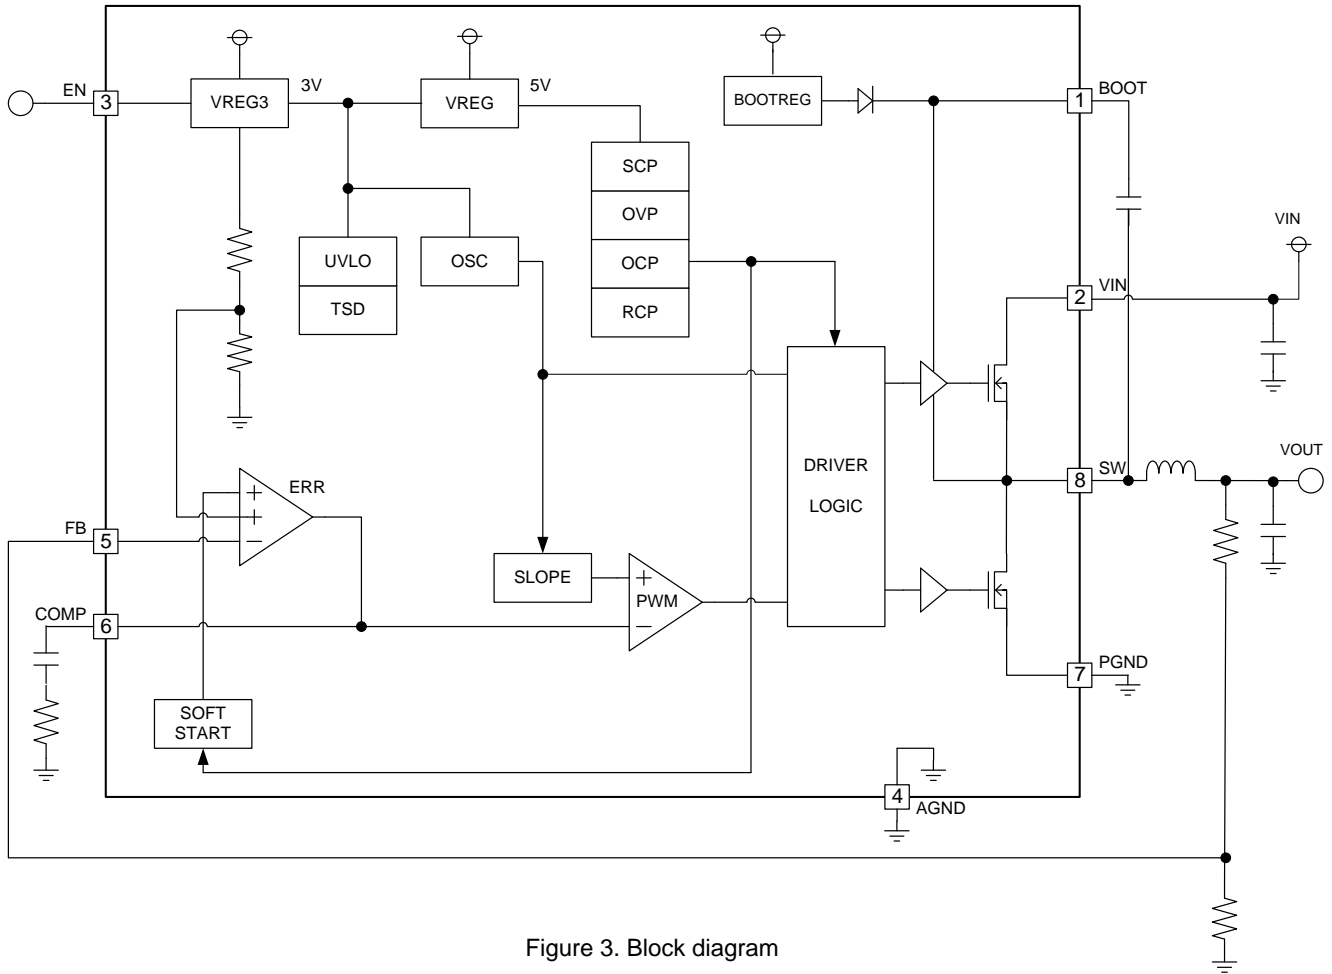 EN
3
VREG3
3V
VREG
5V
BOOTREG
1
BOOT
SCP
OVP
OCP
RCP
UVLO
TSD
OSC
VIN
2
VIN
DRIVER
LOGIC
VOUT
8
SW
ERR
+
+
−
FB
5
SLOPE
+
PWM
−
COMP
6
7
PGND
SOFT
START
4
AGND
Figure 3. Block diagram